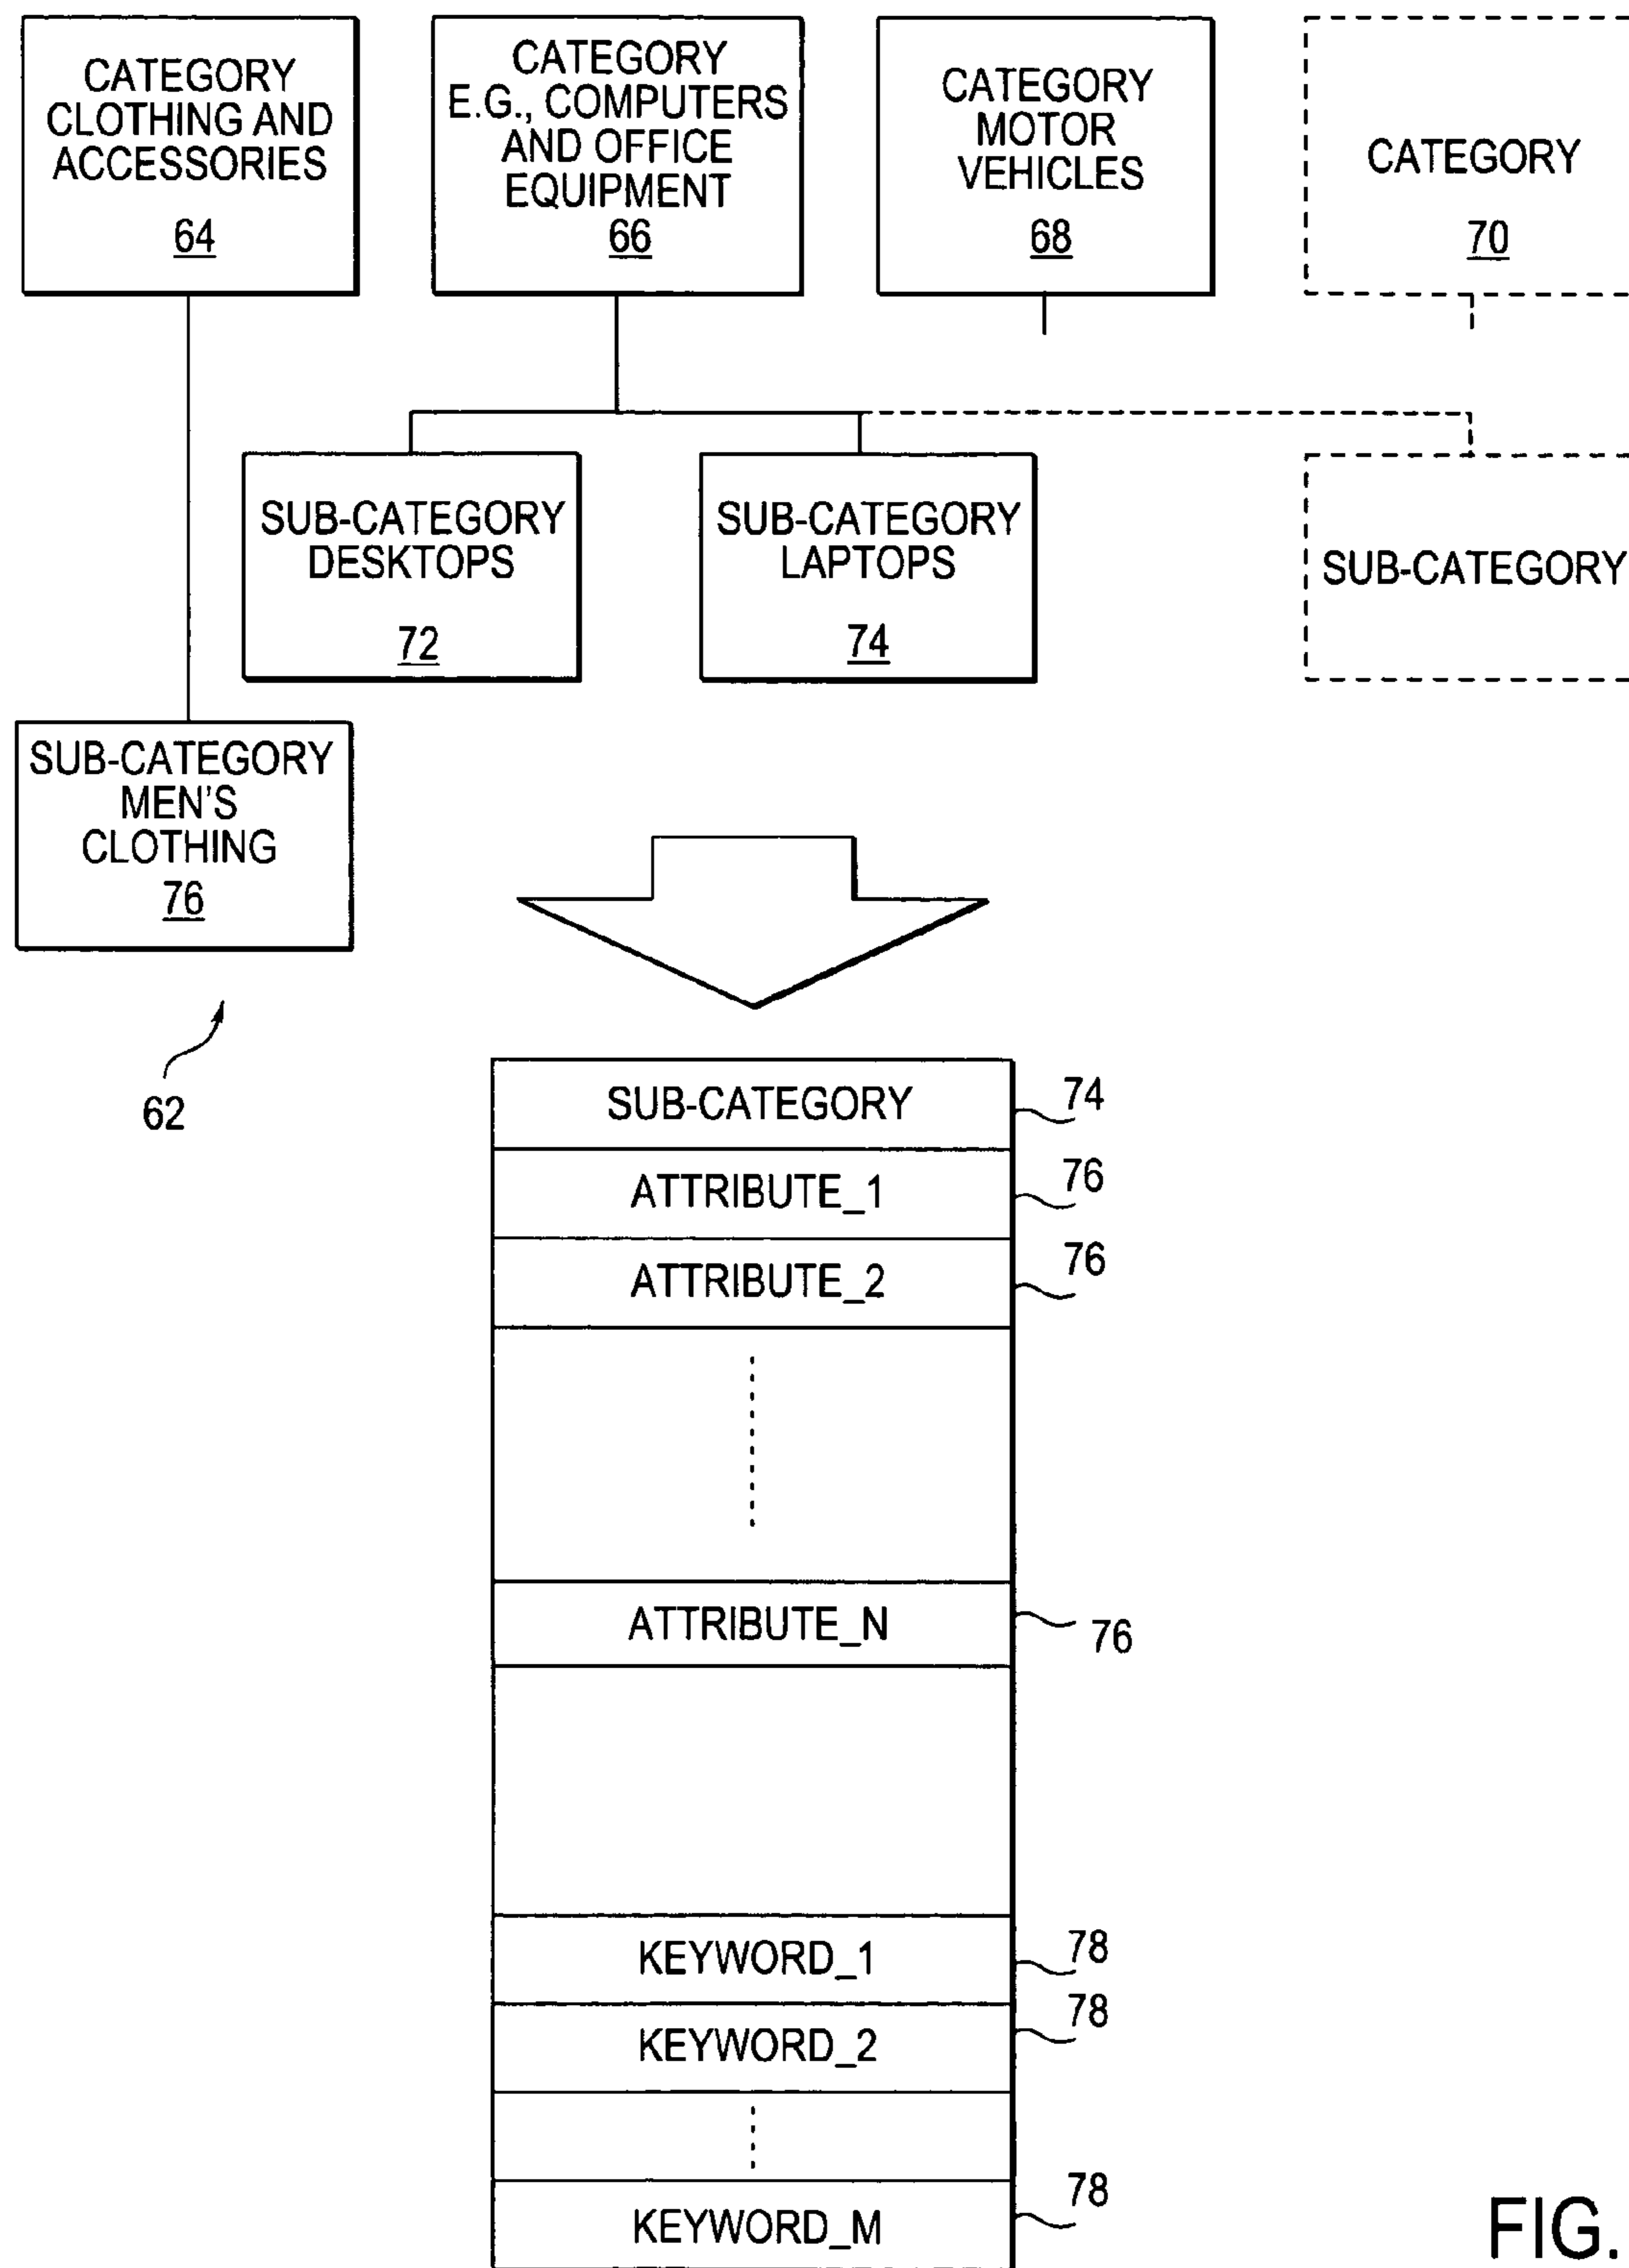 CATEGORY
CLOTHING AND
ACCESSORIES
64
CATEGORY
E.G., COMPUTERS
AND OFFICE
EQUIPMENT
66
CATEGORY
MOTOR
VEHICLES
68
CATEGORY
70
SUB-CATEGORY
DESKTOPS
72
SUB-CATEGORY
LAPTOPS
74
SUB-CATEGORY
SUB-CATEGORY
MEN'S
CLOTHING
76
62
SUB-CATEGORY
74
ATTRIBUTE_1
76
ATTRIBUTE_2
76
ATTRIBUTE_N
76
KEYWORD_1
78
KEYWORD_2
78
KEYWORD_M
78
FIG.